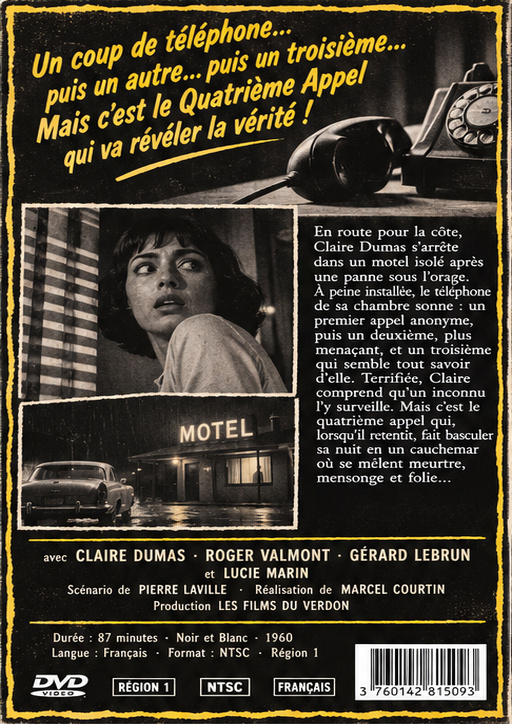 Un coup de téléphone...
puis un autre... puis un troisième...
Mais c'est le Quatrième Appel
qui va révéler la vérité !
En route pour la côte,
Claire Dumas s'arrête
dans un motel isolé après
une panne sous l'orage.
À peine installée, le téléphone
de sa chambre sonne : un
premier appel anonyme,
puis un deuxième, plus
menaçant, et un troisième
qui semble tout savoir
d'elle. Terrifiée, Claire
comprend qu'un inconnu
l'y surveille. Mais c'est le
quatrième appel qui,
lorsqu'il retentit, fait basculer
sa nuit en un cauchemar
où se mêlent meurtre,
mensonge et folie...
MOTEL
avec CLAIRE DUMAS · ROGER VALMONT · GÉRARD LEBRUN
et LUCIE MARIN
Scénario de PIERRE LAVILLE · Réalisation de MARCEL COURTIN
Production LES FILMS DU VERDON
Durée : 87 minutes · Noir et Blanc · 1960
Langue : Français · Format : NTSC · Région 1
DVD
VIDEO
RÉGION 1
NTSC
FRANÇAIS
3 760142 815093